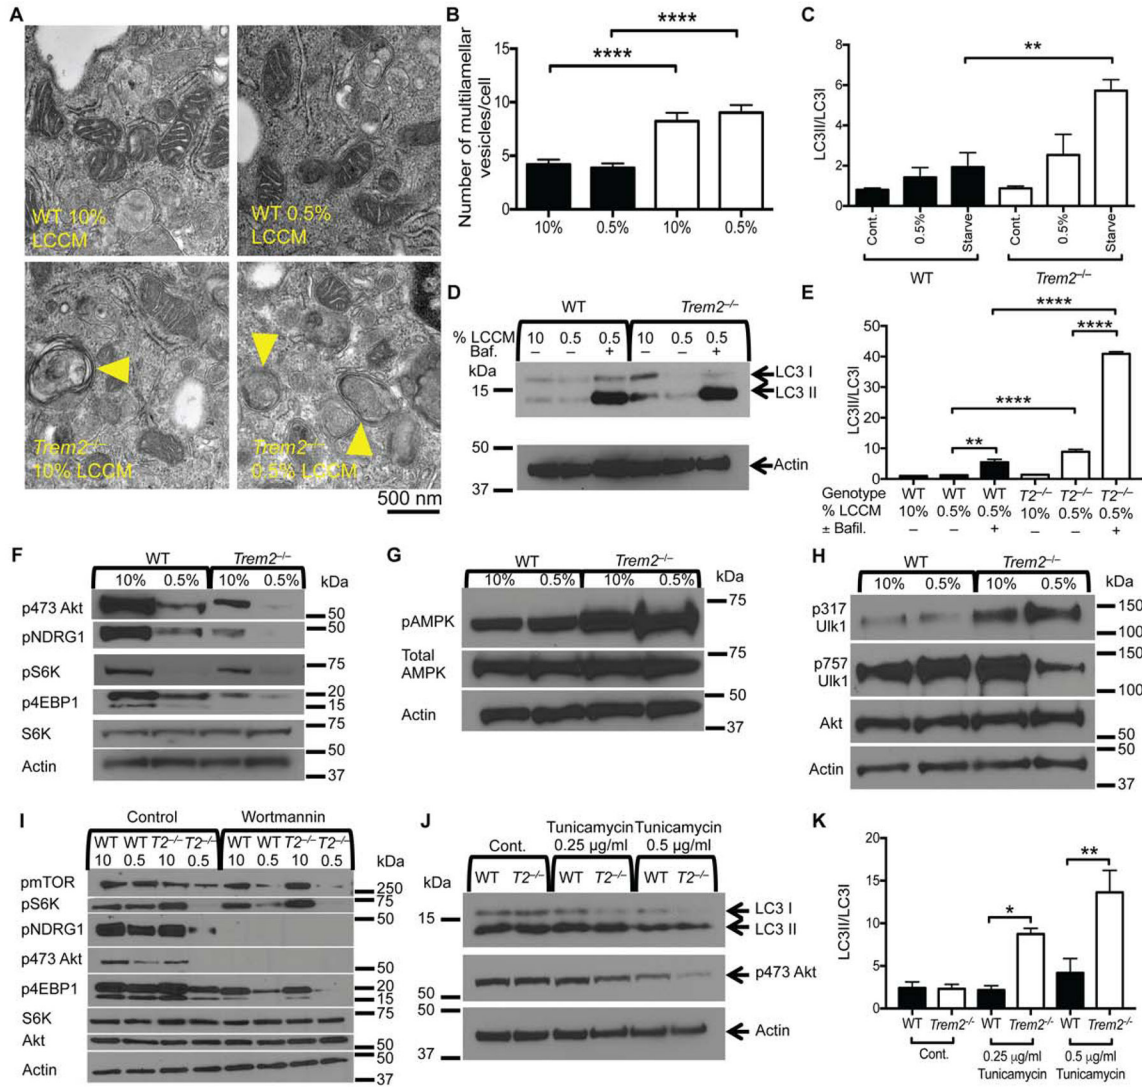 A
WT 10%
LCCM
WT 0.5%
LCCM
Trem2–/–
10% LCCM
Trem2–/–
0.5% LCCM
500 nm
B
Number of multilamellar
vesicles/cell
15
10
5
0
****
****
10%
0.5%
10%
0.5%
C
LC3II/LC3I
8
6
4
2
0
**
Cont.
0.5%
Starve
Cont.
0.5%
Starve
WT
Trem2–/–
D
WT Trem2–/–
% LCCM 10 0.5 0.5 10 0.5 0.5
Baf. – – + – – +
kDa
15
LC3 I
LC3 II
50
37
Actin
E
LC3II/LC3I
50
40
30
20
10
0
****
****
****
**
Genotype WT WT WT T2–/– T2–/– T2–/–
% LCCM 10% 0.5% 0.5% 10% 0.5% 0.5%
± Bafil. – – + – – +
F
WT Trem2–/–
10% 0.5% 10% 0.5% kDa
p473 Akt 50
pNDRG1 50
pS6K 75
p4EBP1 20
15
S6K 75
50
Actin
37
G
WT Trem2–/–
10% 0.5% 10% 0.5% kDa
75
pAMPK
Total 75
AMPK
Actin 50
37
H
WT Trem2–/–
10% 0.5% 10% 0.5% kDa
p317 150
Ulk1 100
p757 150
Ulk1 100
Akt
50
50
Actin
37
I
Control Wortmannin
WT WT T2–/– T2–/– WT WT T2–/– T2–/–
10 0.5 10 0.5 10 0.5 10 0.5 kDa
pmTOR 250
pS6K 75
50
pNDRG1
p473 Akt
50
p4EBP1 20
15
S6K 75
Akt 50
50
Actin
37
J
Tunicamycin Tunicamycin
Cont. 0.25 µg/ml 0.5 µg/ml
kDa WT T2–/– WT T2–/– WT T2–/–
15
LC3 I
LC3 II
p473 Akt
50
50
Actin
37
K
LC3II/LC3I
20
15
10
5
0
*
**
WT Trem2–/– WT Trem2–/– WT Trem2–/–
Cont. 0.25 µg/ml 0.5 µg/ml
Tunicamycin Tunicamycin